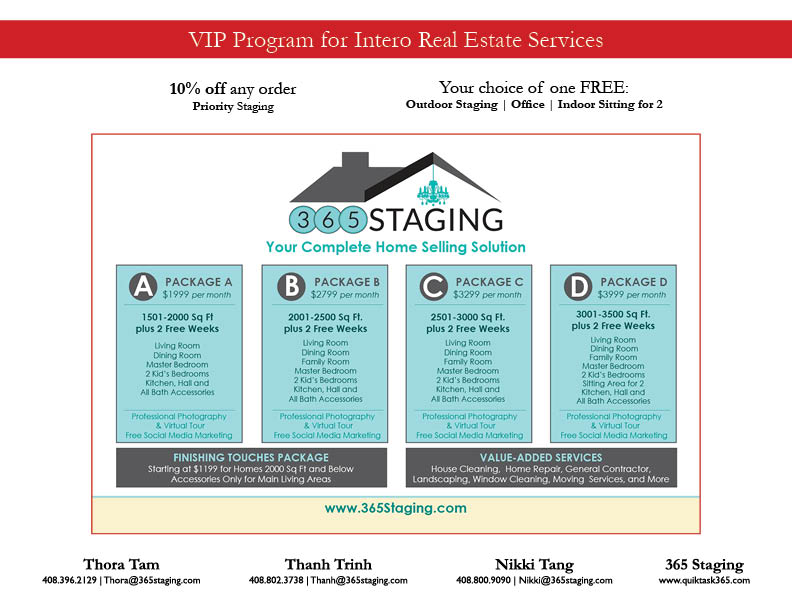 VIP Program for Intero Real Estate Services
10% off any order
Priority Staging
Your choice of one FREE:
Outdoor Staging | Office | Indoor Sitting for 2
365 STAGING
Your Complete Home Selling Solution
A PACKAGE A
$1999 per month
1501-2000 Sq Ft
plus 2 Free Weeks
Living Room
Dining Room
Master Bedroom
2 Kid's Bedrooms
Kitchen, Hall and
All Bath Accessories
Professional Photography
& Virtual Tour
Free Social Media Marketing
B PACKAGE B
$2799 per month
2001-2500 Sq Ft.
plus 2 Free Weeks
Living Room
Dining Room
Family Room
Master Bedroom
2 Kid's Bedrooms
Kitchen, Hall and
All Bath Accessories
Professional Photography
& Virtual Tour
Free Social Media Marketing
C PACKAGE C
$3299 per month
2501-3000 Sq Ft.
plus 2 Free Weeks
Living Room
Dining Room
Family Room
Master Bedroom
2 Kid's Bedrooms
Kitchen, Hall and
All Bath Accessories
Professional Photography
& Virtual Tour
Free Social Media Marketing
D PACKAGE D
$3999 per month
3001-3500 Sq Ft.
plus 2 Free Weeks
Living Room
Dining Room
Family Room
Master Bedroom
2 Kid's Bedrooms
Sitting Area for 2
Kitchen, Hall and
All Bath Accessories
Professional Photography
& Virtual Tour
Free Social Media Marketing
FINISHING TOUCHES PACKAGE
Starting at $1199 for Homes 2000 Sq Ft and Below
Accessories Only for Main Living Areas
VALUE-ADDED SERVICES
House Cleaning, Home Repair, General Contractor,
Landscaping, Window Cleaning, Moving Services, and More
www.365Staging.com
Thora Tam
408.396.2129 | Thora@365staging.com
Thanh Trinh
408.802.3738 | Thanh@365staging.com
Nikki Tang
408.800.9090 | Nikki@365staging.com
365 Staging
www.quiktask365.com